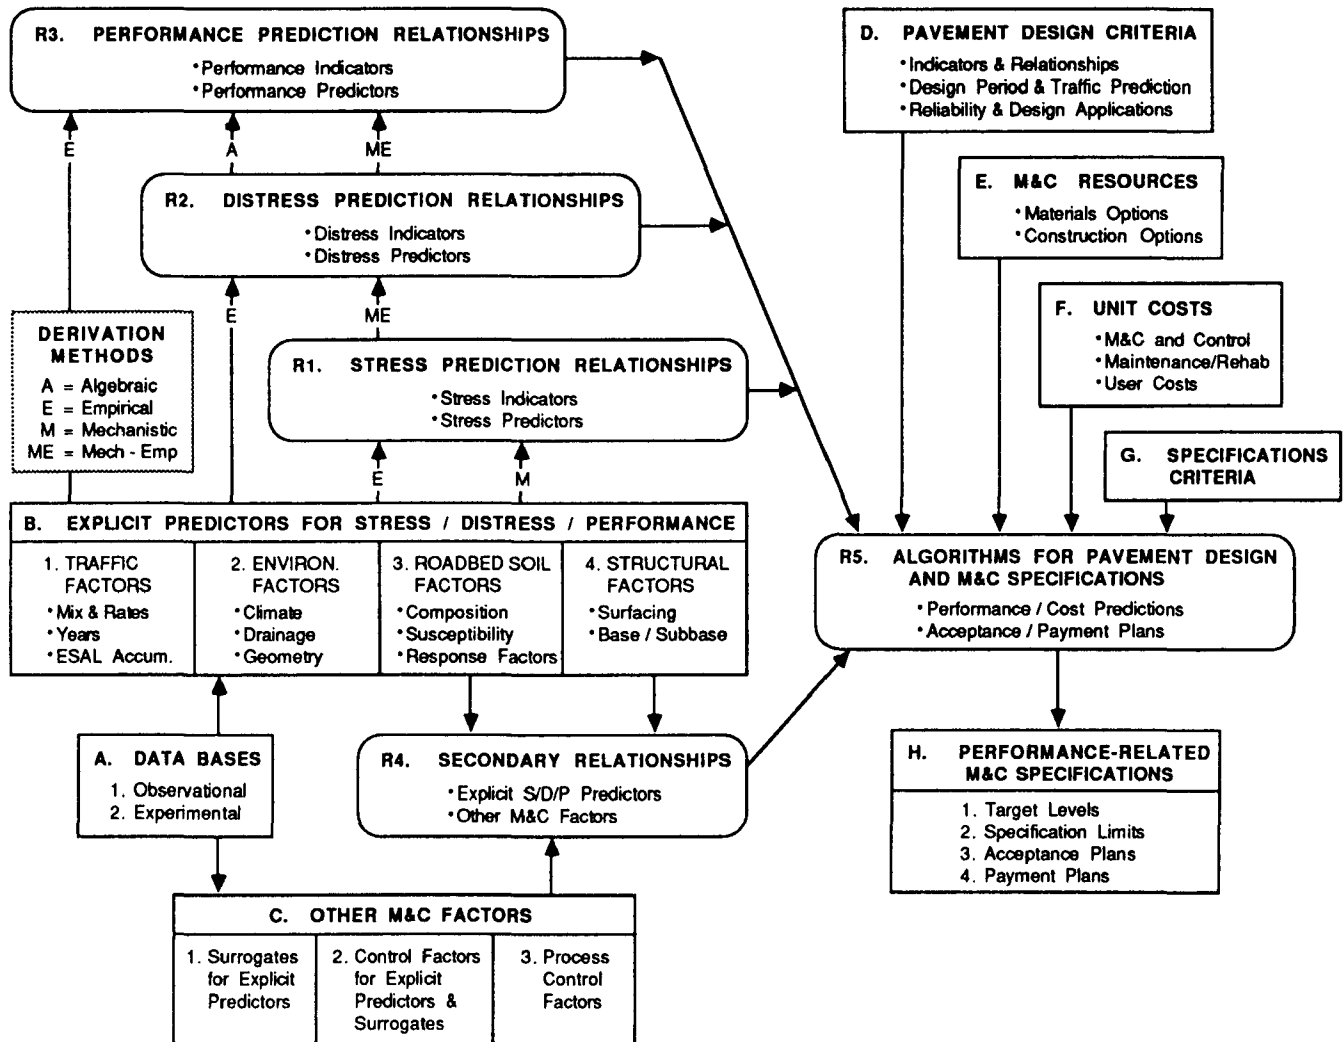 R3. PERFORMANCE PREDICTION RELATIONSHIPS
•Performance Indicators
•Performance Predictors
E
A
ME
R2. DISTRESS PREDICTION RELATIONSHIPS
•Distress Indicators
•Distress Predictors
E
ME
DERIVATION
METHODS
A = Algebraic
E = Empirical
M = Mechanistic
ME = Mech - Emp
R1. STRESS PREDICTION RELATIONSHIPS
•Stress Indicators
•Stress Predictors
E
M
B. EXPLICIT PREDICTORS FOR STRESS / DISTRESS / PERFORMANCE
1. TRAFFIC
FACTORS
•Mix & Rates
•Years
•ESAL Accum.
2. ENVIRON.
FACTORS
•Climate
•Drainage
•Geometry
3. ROADBED SOIL
FACTORS
•Composition
•Susceptibility
•Response Factors
4. STRUCTURAL
FACTORS
•Surfacing
•Base / Subbase
A. DATA BASES
1. Observational
2. Experimental
R4. SECONDARY RELATIONSHIPS
•Explicit S/D/P Predictors
•Other M&C Factors
C. OTHER M&C FACTORS
1. Surrogates
for Explicit
Predictors
2. Control Factors
for Explicit
Predictors &
Surrogates
3. Process
Control
Factors
D. PAVEMENT DESIGN CRITERIA
•Indicators & Relationships
•Design Period & Traffic Prediction
•Reliability & Design Applications
E. M&C RESOURCES
•Materials Options
•Construction Options
F. UNIT COSTS
•M&C and Control
•Maintenance/Rehab
•User Costs
G. SPECIFICATIONS
CRITERIA
R5. ALGORITHMS FOR PAVEMENT DESIGN
AND M&C SPECIFICATIONS
•Performance / Cost Predictions
•Acceptance / Payment Plans
H. PERFORMANCE-RELATED
M&C SPECIFICATIONS
1. Target Levels
2. Specification Limits
3. Acceptance Plans
4. Payment Plans